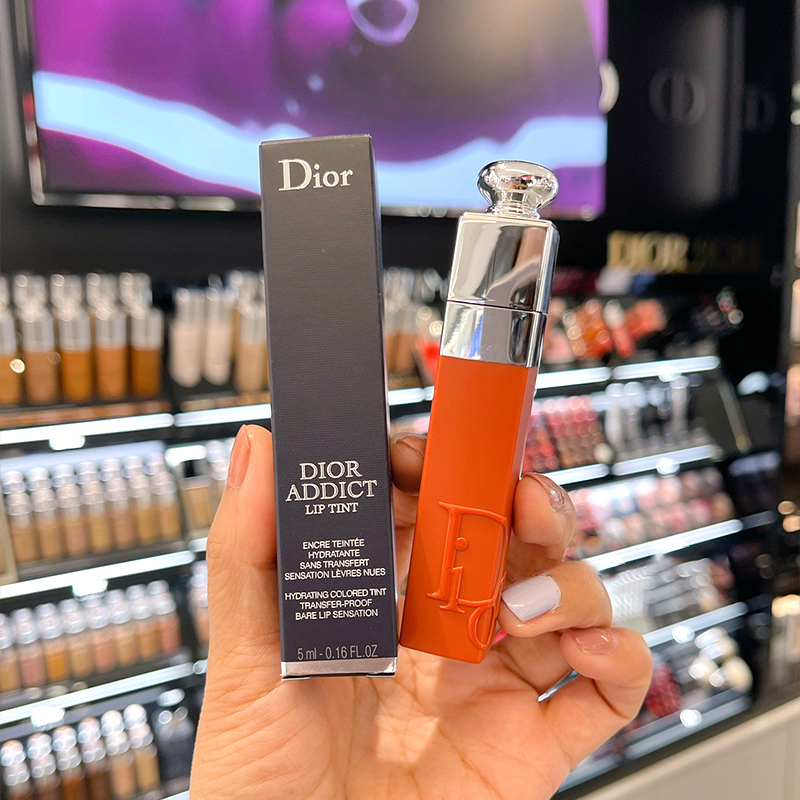 Dior
DIOR
ADDICT
LIP TINT
ENCRE TEINTÉE
HYDRATANTE
SANS TRANSFERT
SENSATION LÈVRES NUES
HYDRATING COLORED TINT
TRANSFER-PROOF
BARE LIP SENSATION
5 ml - 0.16 FL.OZ